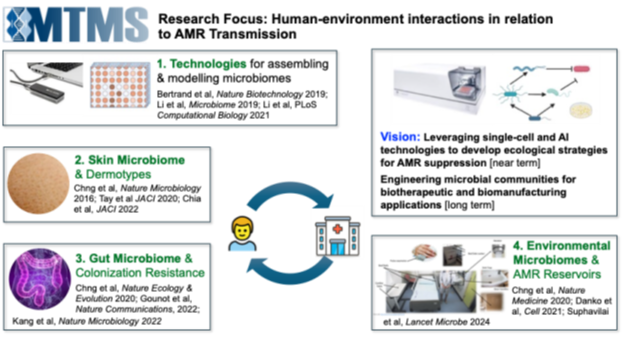 MTMS
Research Focus: Human-environment interactions in relation
to AMR Transmission
1. Technologies for assembling
& modelling microbiomes
Bertrand et al, Nature Biotechnology 2019;
Li et al, Microbiome 2019; Li et al, PLoS
Computational Biology 2021
2. Skin Microbiome
& Dermotypes
Chng et al, Nature Microbiology
2016; Tay et al JACI 2020; Chia
et al, JACI 2022
3. Gut Microbiome &
Colonization Resistance
Chng et al, Nature Ecology &
Evolution 2020; Gounot et al,
Nature Communications, 2022;
Kang et al, Nature Microbiology 2022
Vision: Leveraging single-cell and AI
technologies to develop ecological strategies
for AMR suppression [near term]
Engineering microbial communities for
biotherapeutic and biomanufacturing
applications [long term]
4. Environmental
Microbiomes &
AMR Reservoirs
Chng et al, Nature
Medicine 2020; Danko et
al, Cell 2021; Suphavilai
et al, Lancet Microbe 2024